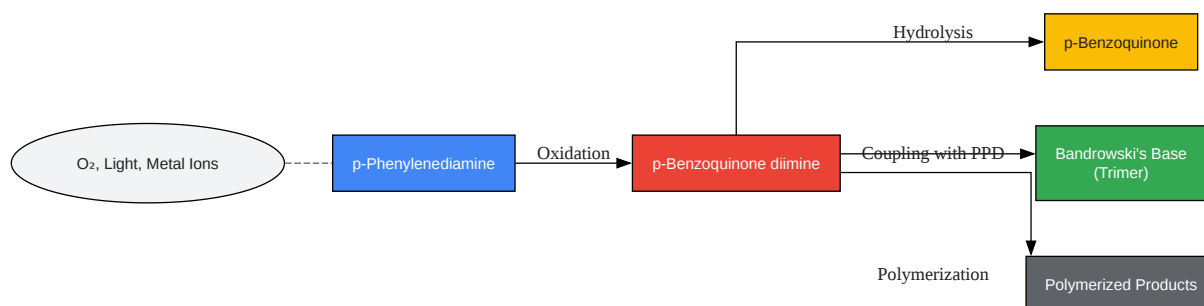 Hydrolysis
p-Benzoquinone
O₂, Light, Metal Ions
p-Phenylenediamine
Oxidation
p-Benzoquinone diimine
Coupling with PPD
Bandrowski's Base
(Trimer)
Polymerization
Polymerized Products